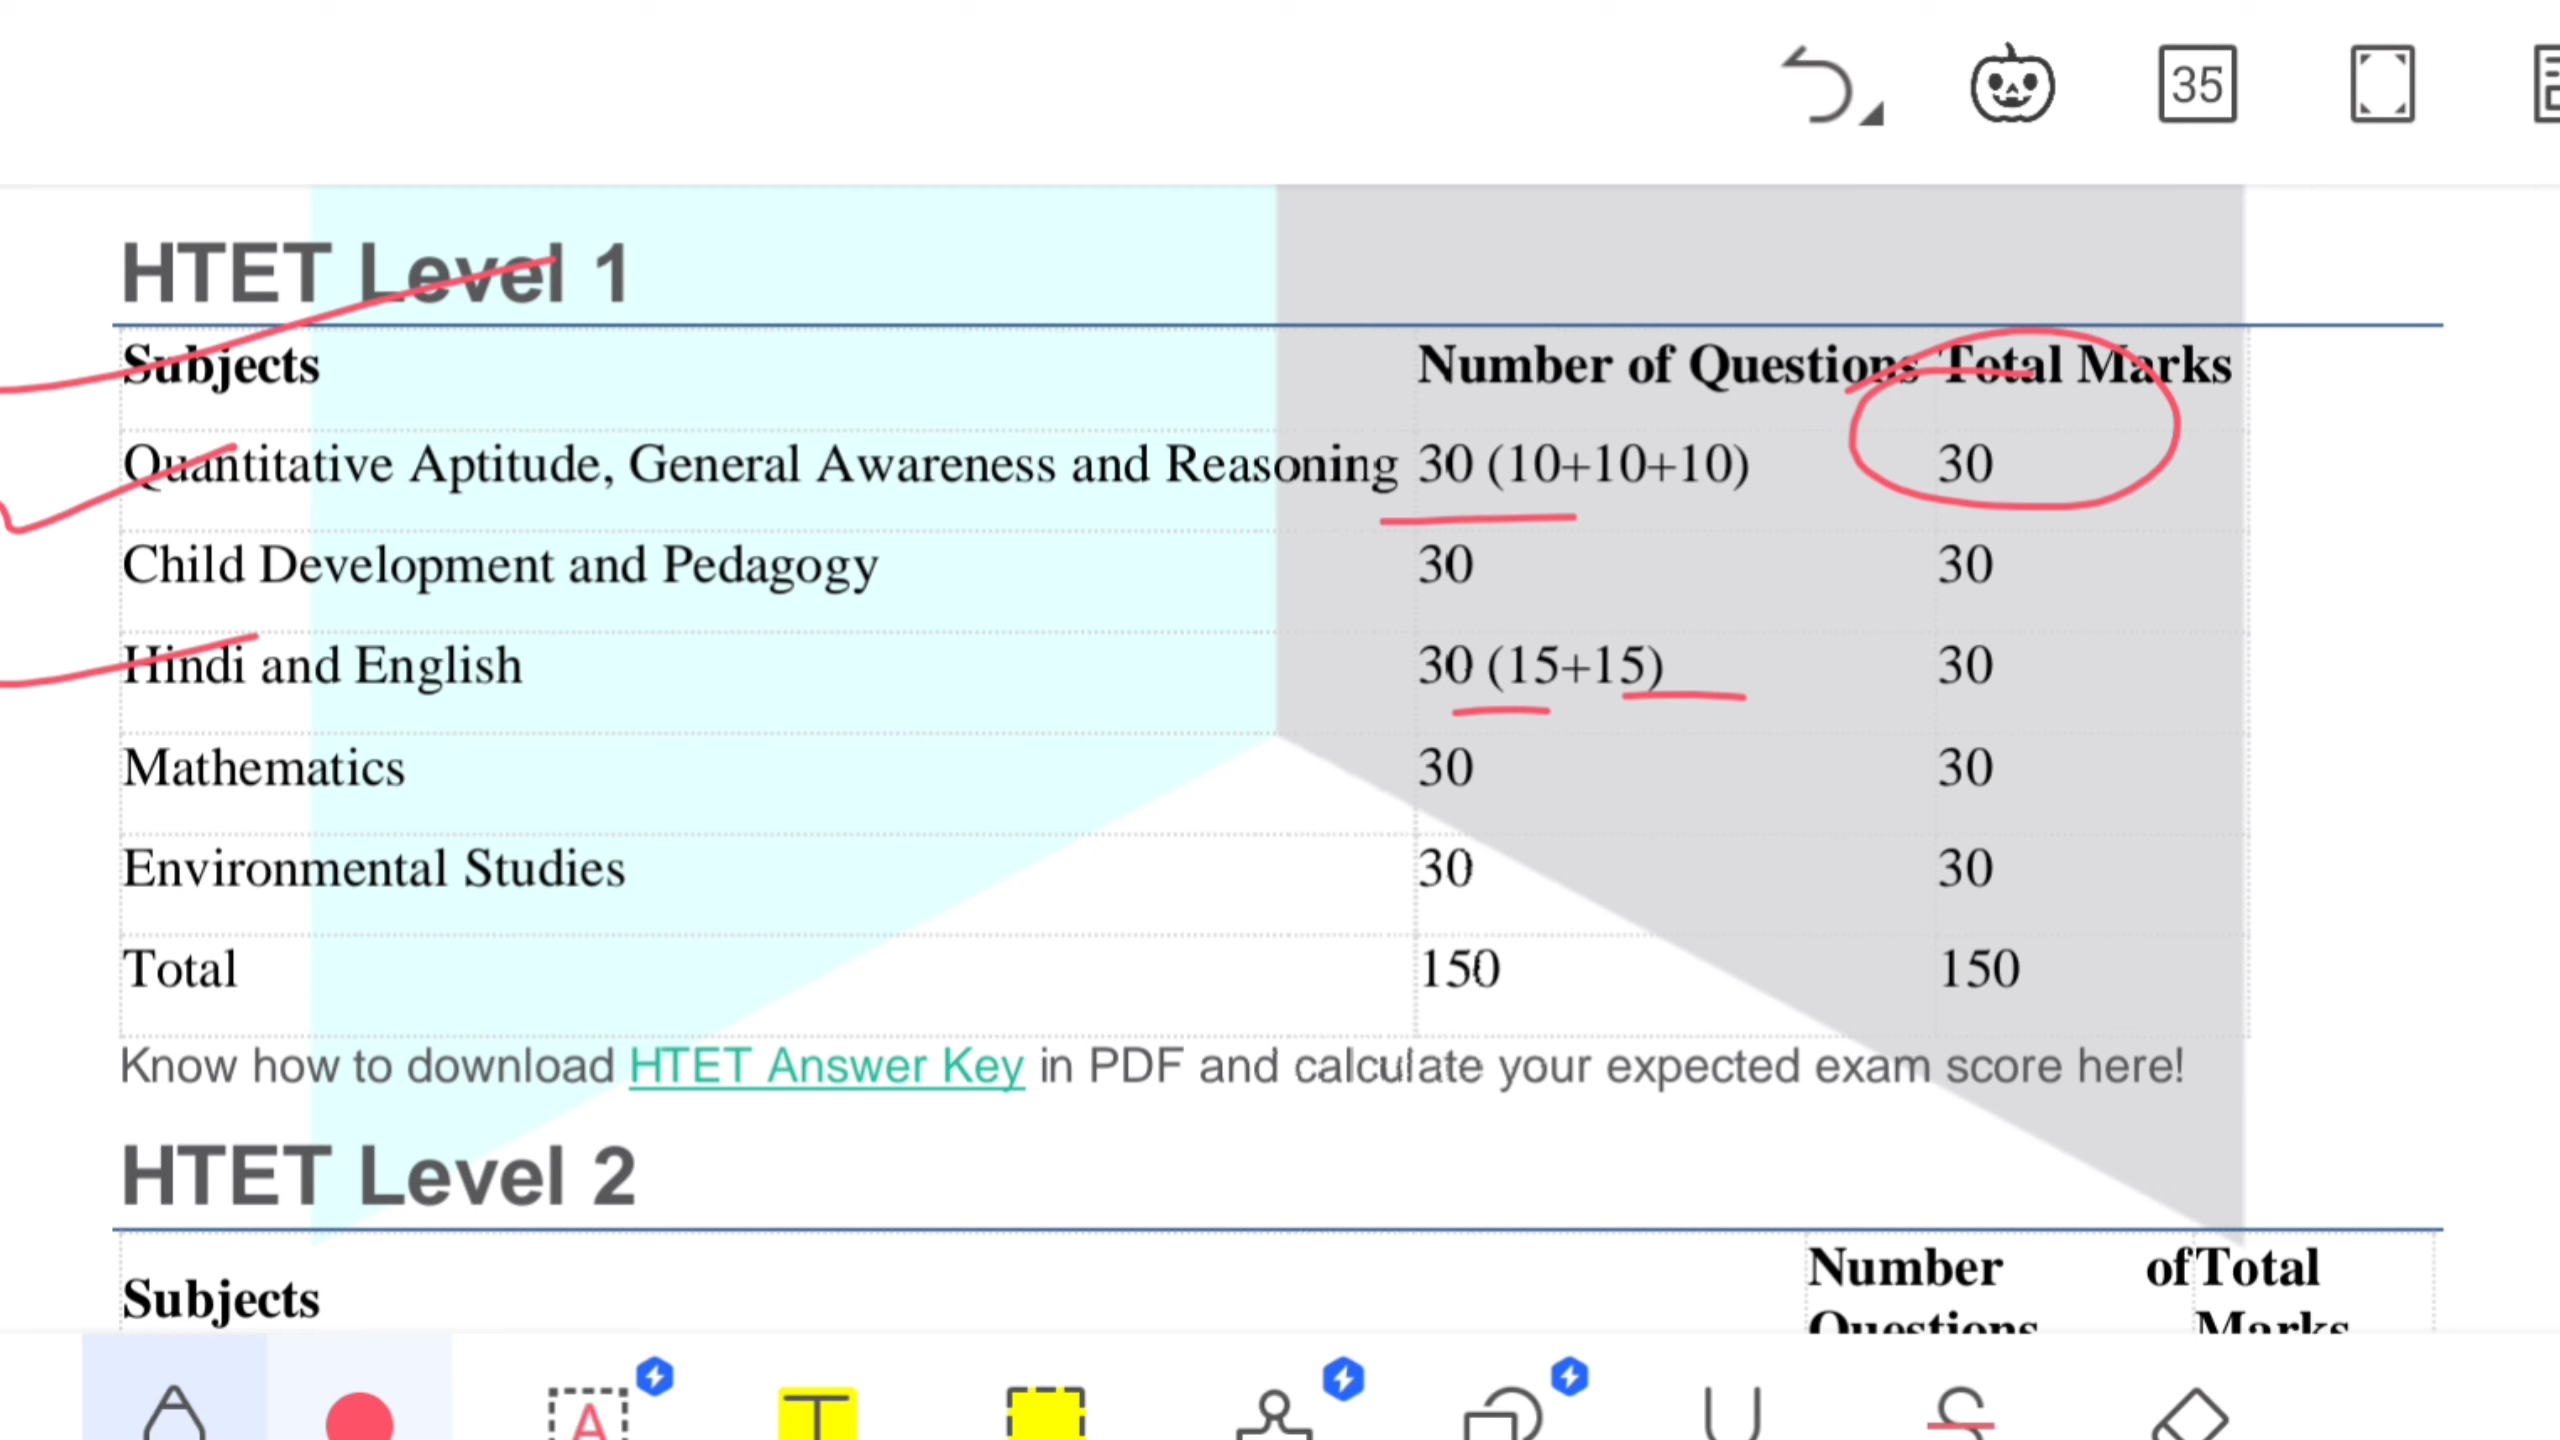 35
HTET Level 1
Subjects Number of Questions Total Marks
Quantitative Aptitude, General Awareness and Reasoning 30 (10+10+10) 30
Child Development and Pedagogy 30 30
Hindi and English 30 (15+15) 30
Mathematics 30 30
Environmental Studies 30 30
Total 150 150
Know how to download HTET Answer Key in PDF and calculate your expected exam score here!
HTET Level 2
Subjects Number of Questions Total Marks
A T U S